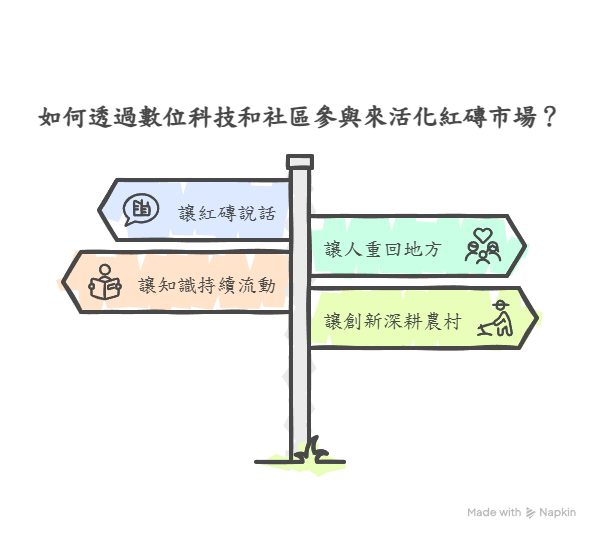 如何透過數位科技和社區參與來活化紅磚市場？
讓紅磚說話
讓人重回地方
讓知識持續流動
讓創新深耕農村
Made with Napkin